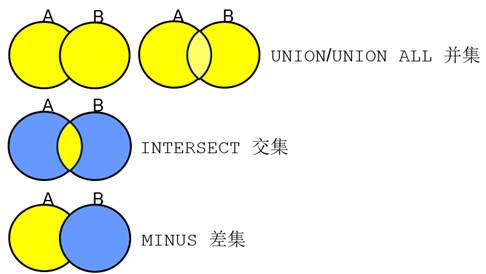 A B A B
UNION/UNION ALL 并集
A B
INTERSECT 交集
A B
MINUS 差集